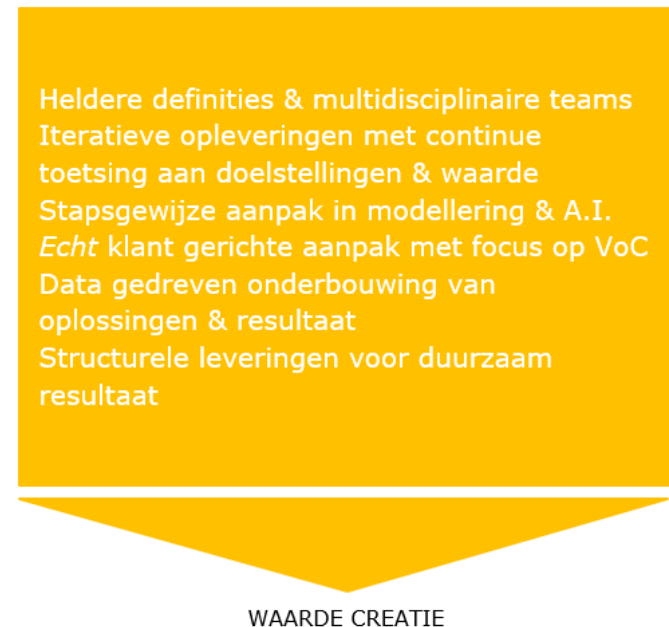 Heldere definities & multidisciplinaire teams
Iteratieve opleveringen met continue
toetsing aan doelstellingen & waarde
Stapsgewijze aanpak in modellering & A.I.
Echt klant gerichte aanpak met focus op VoC
Data gedreven onderbouwing van
oplossingen & resultaat
Structurele leveringen voor duurzaam
resultaat
WAARDE CREATIE